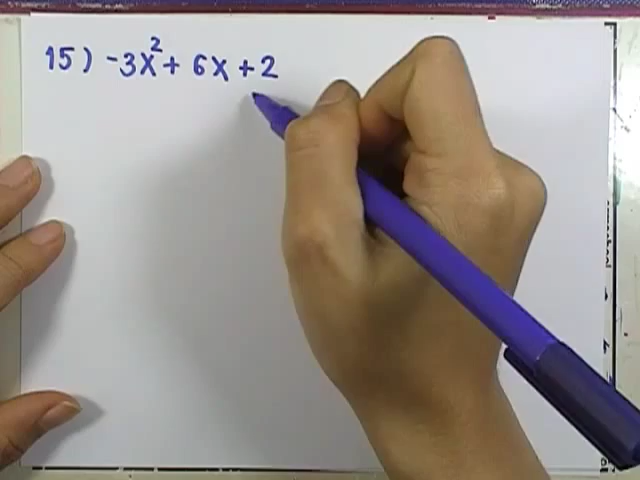 15) -3x² + 6x + 2